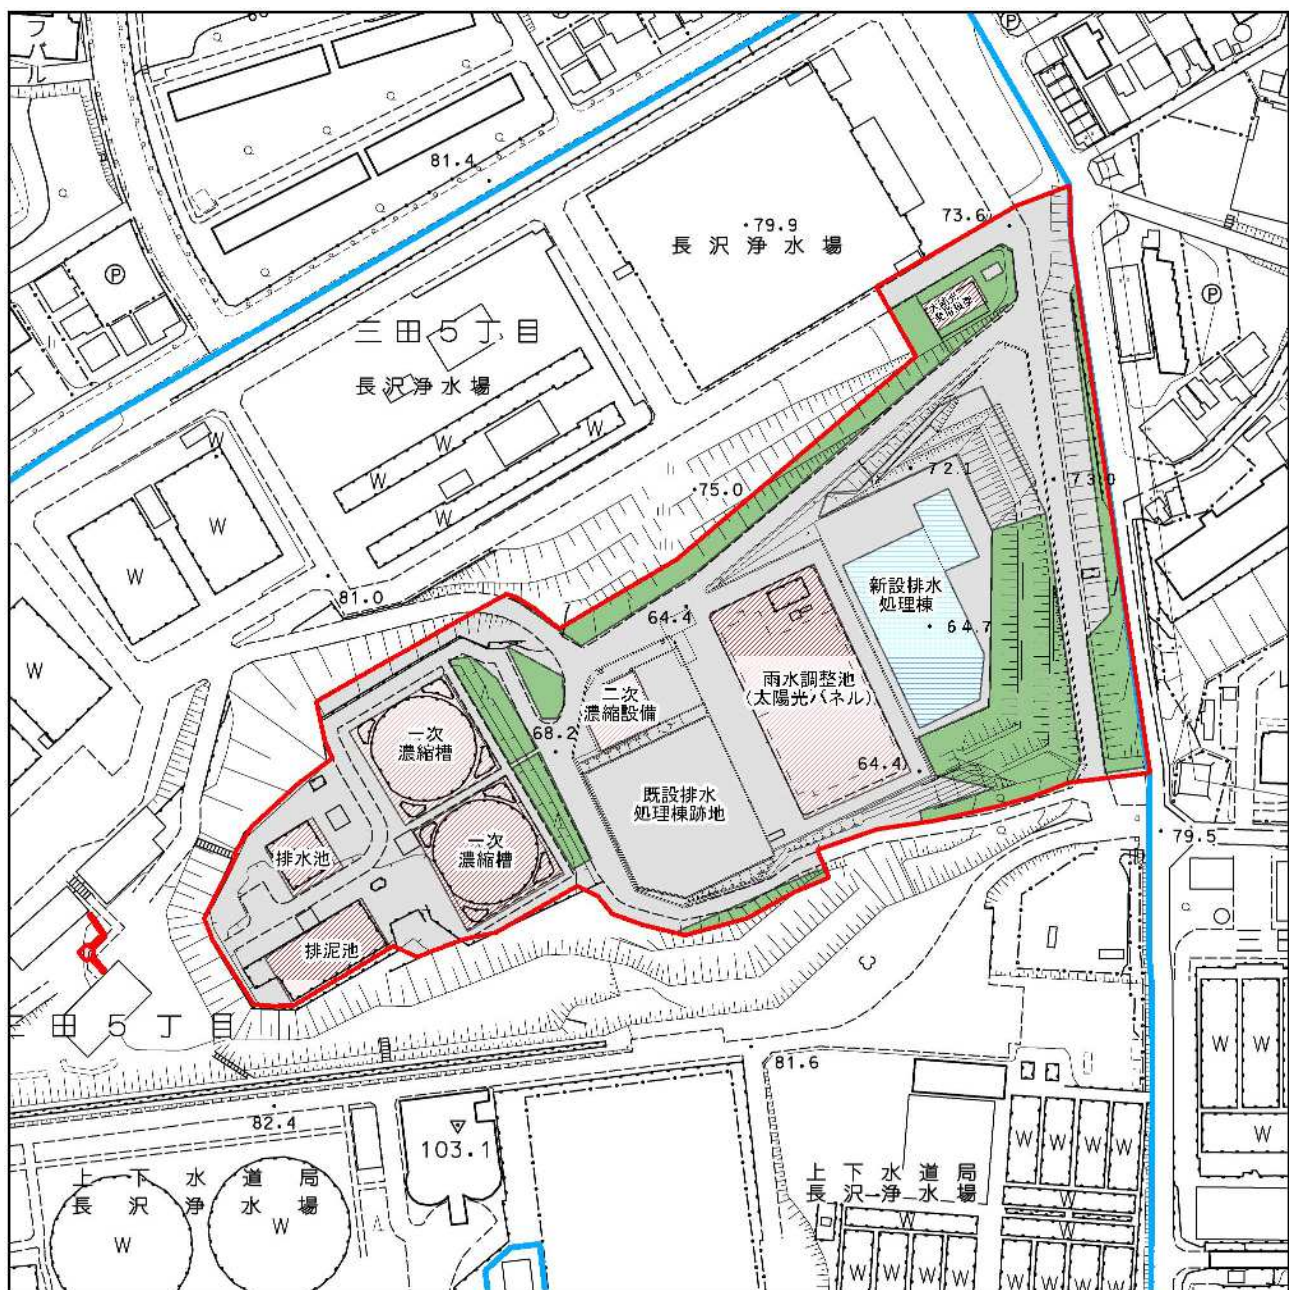 P
81.4
P
73.6
・79.9
長沢浄水場
三田5丁目
長沢浄水場
P
W
W
W
W
W
W
W
・75.0
・72.1
・73.0
81.0
W
新設排水
処理棟
64.4
・64.7
雨水調整池
(太陽光パネル)
二次
濃縮設備
一次
濃縮槽
68.2
64.4
既設排水
処理棟跡地
一次
濃縮槽
排水池
79.5
排泥池
三田5丁目
81.6
82.4
103.1
W
W
W
上下水道局
長沢浄水場
W
W
上下水道局
長沢浄水場
W
W
W
W
W
W
W
W
W